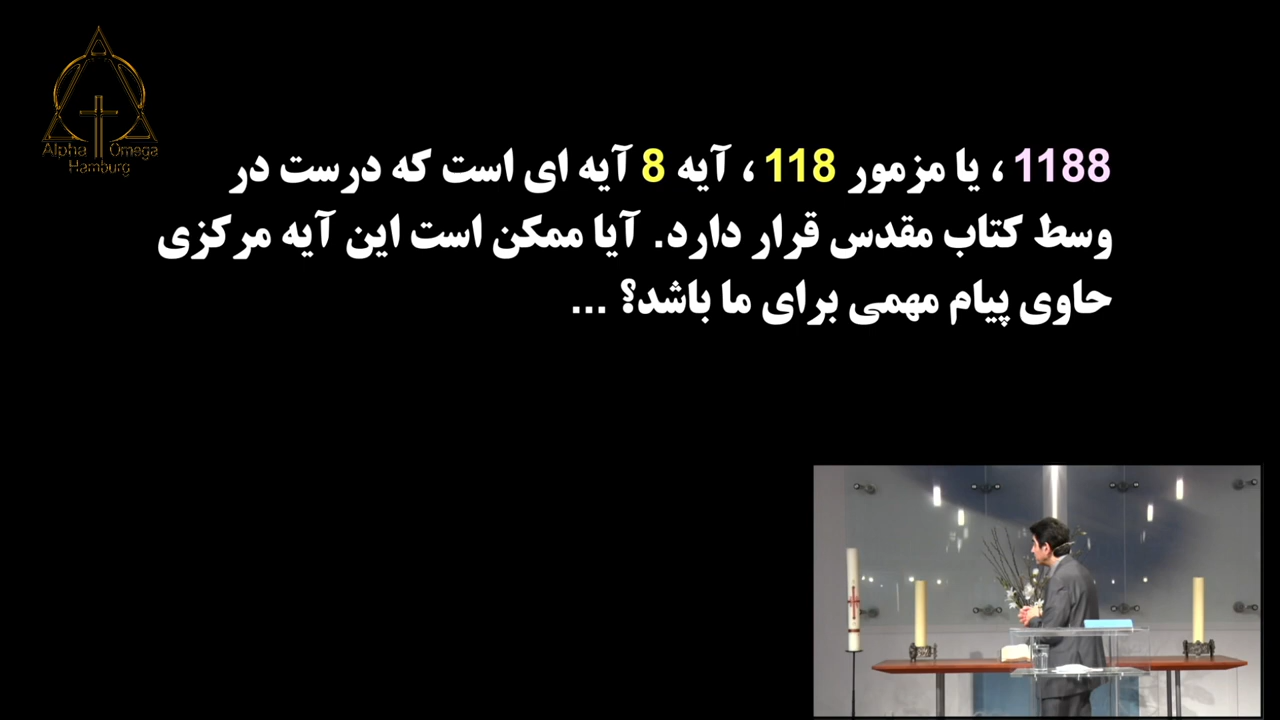 Alpha Omega
Hamburg
1188 ، یا مزمور 118 ، آیه 8 آیه ای است که درست در
وسط کتاب مقدس قرار دارد. آیا ممکن است این آیه مرکزی
حاوی پیام مهمی برای ما باشد؟ ...